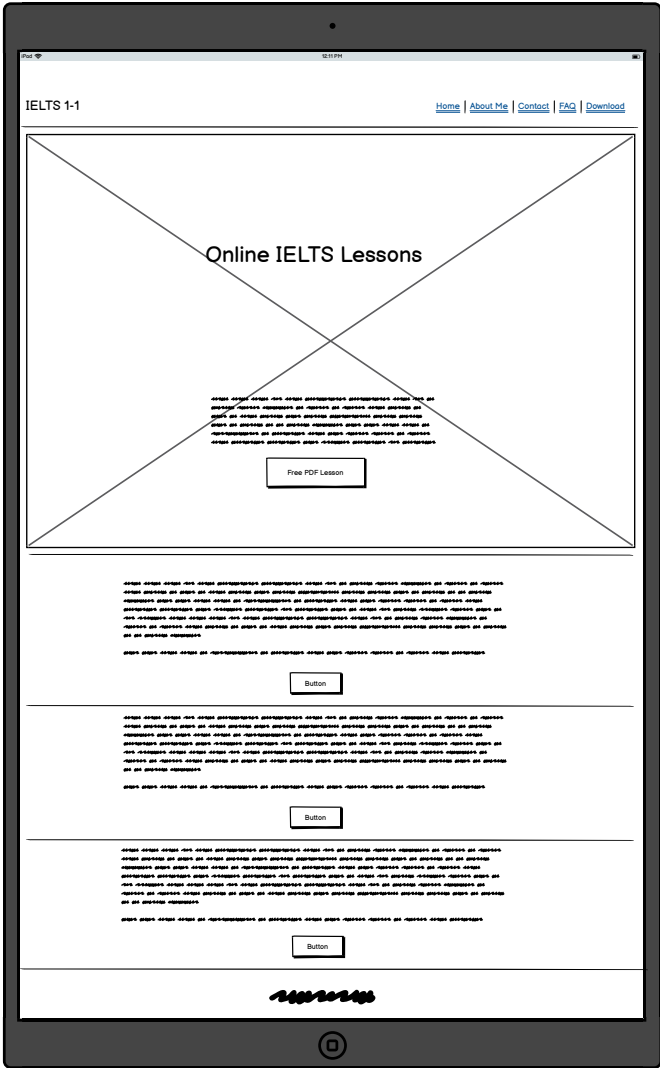 iPad
12:11 PM
IELTS 1-1
Home | About Me | Contact | FAQ | Download
Online IELTS Lessons
Free PDF Lesson
Button
Button
Button